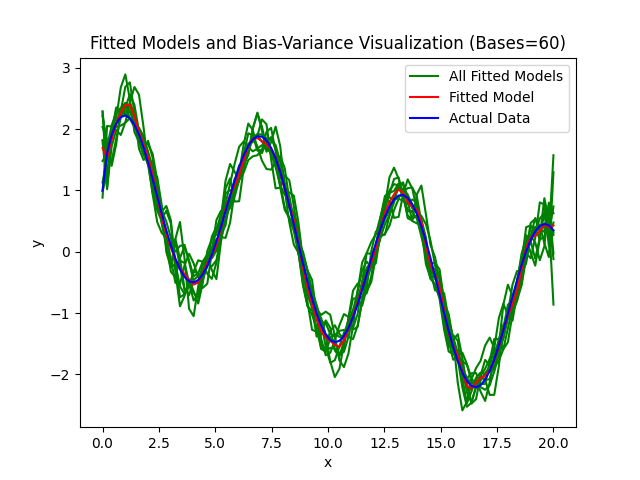 Fitted Models and Bias-Variance Visualization (Bases=60)
All Fitted Models
Fitted Model
Actual Data
y
3
2
1
0
−1
−2
0.0 2.5 5.0 7.5 10.0 12.5 15.0 17.5 20.0
x